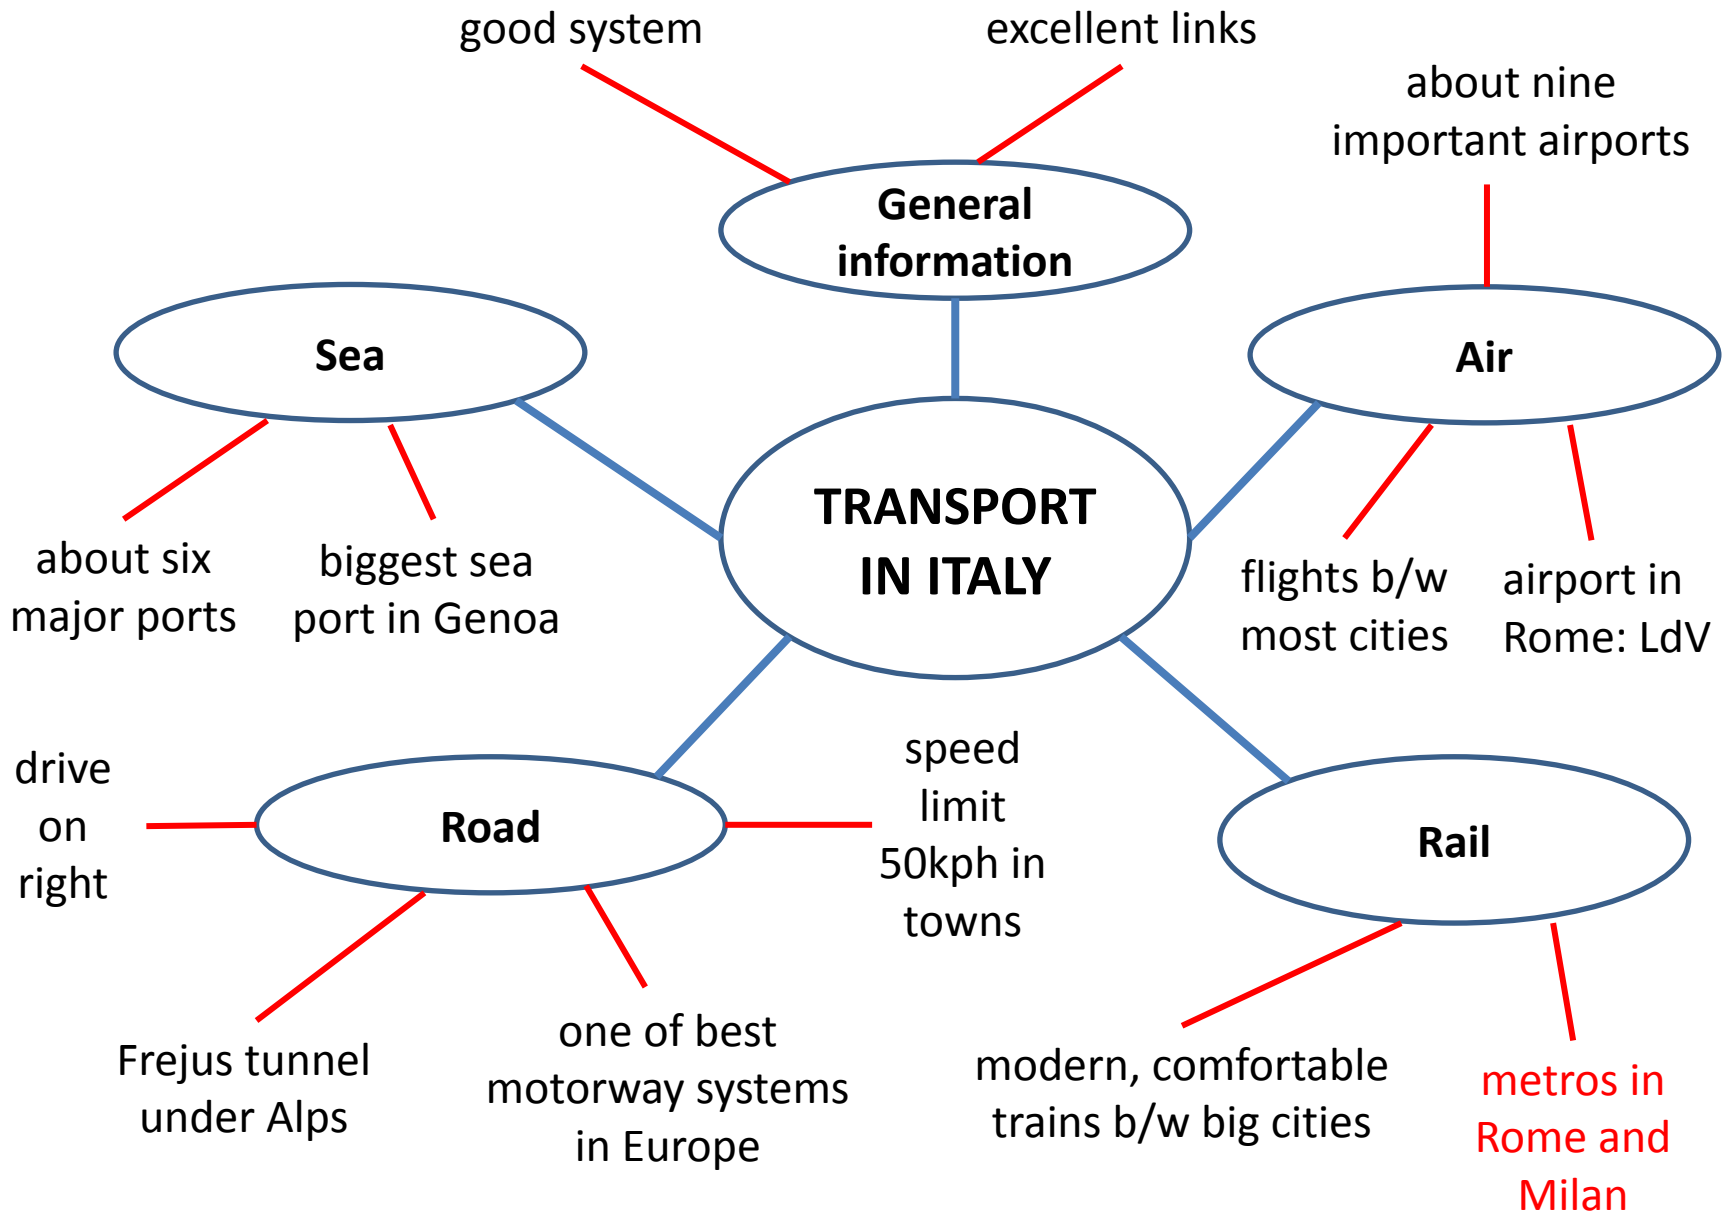 good system
excellent links
about nine
important airports
General
information
Sea
Air
TRANSPORT
IN ITALY
about six
major ports
biggest sea
port in Genoa
flights b/w
most cities
airport in
Rome: LdV
drive
on
right
Road
speed
limit
50kph in
towns
Rail
Frejus tunnel
under Alps
one of best
motorway systems
in Europe
modern, comfortable
trains b/w big cities
metros in
Rome and
Milan